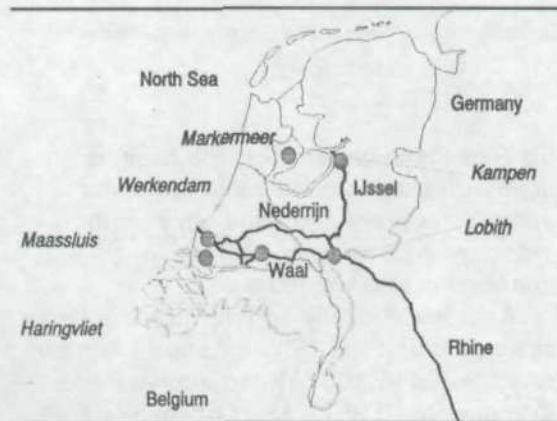 North Sea
Germany
Markermeer
Kampen
Werkendam
IJssel
Nederrijn
Lobith
Maassluis
Waal
Haringvliet
Rhine
Belgium